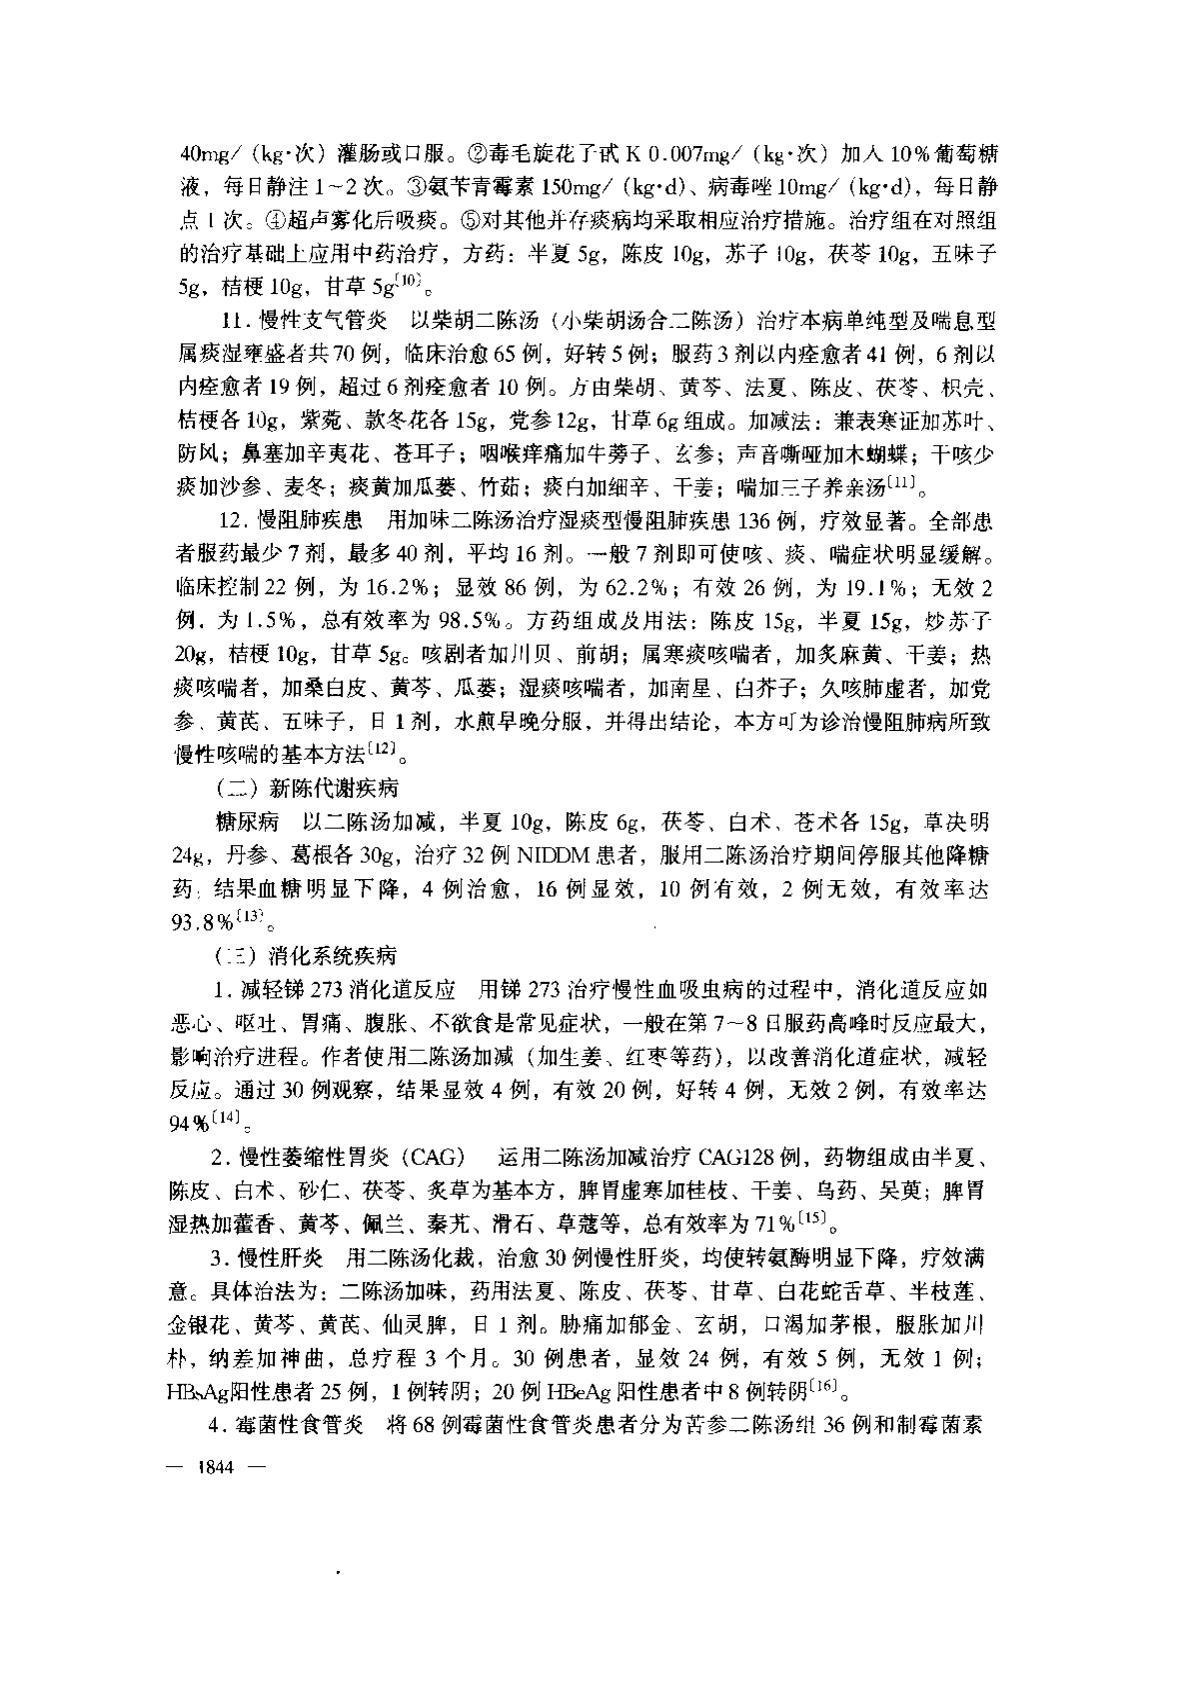 40mg/（kg·次）灌肠或口服。②毒毛旋花子甙 K 0.007mg/（kg·次）加入 10%葡萄糖
液，每日静注 1~2 次。③氨苄青霉素 150mg/（kg·d）、病毒唑 10mg/（kg·d），每日静
点 1 次。④超声雾化后吸痰。⑤对其他并存痰病均采取相应治疗措施。治疗组在对照组
的治疗基础上应用中药治疗，方药：半夏 5g，陈皮 10g，苏子 10g，茯苓 10g，五味子
5g，桔梗 10g，甘草 5g〔10〕。
11. 慢性支气管炎　以柴胡二陈汤（小柴胡汤合二陈汤）治疗本病单纯型及喘息型
属痰湿壅盛者共 70 例，临床治愈 65 例，好转 5 例；服药 3 剂以内痊愈者 41 例，6 剂以
内痊愈者 19 例，超过 6 剂痊愈者 10 例。方由柴胡、黄芩、法夏、陈皮、茯苓、枳壳、
桔梗各 10g，紫菀、款冬花各 15g，党参 12g，甘草 6g 组成。加减法：兼表寒证加苏叶、
防风；鼻塞加辛夷花、苍耳子；咽喉痒痛加牛蒡子、玄参；声音嘶哑加木蝴蝶；干咳少
痰加沙参、麦冬；痰黄加瓜蒌、竹茹；痰白加细辛、干姜；喘加三子养亲汤〔11〕。
12. 慢阻肺疾患　用加味二陈汤治疗湿痰型慢阻肺疾患 136 例，疗效显著。全部患
者服药最少 7 剂，最多 40 剂，平均 16 剂。一般 7 剂即可使咳、痰、喘症状明显缓解。
临床控制 22 例，为 16.2%；显效 86 例，为 62.2%；有效 26 例，为 19.1%；无效 2
例，为 1.5%，总有效率为 98.5%。方药组成及用法：陈皮 15g，半夏 15g，炒苏子
20g，桔梗 10g，甘草 5g。咳剧者加川贝、前胡；属寒痰咳喘者，加炙麻黄、干姜；热
痰咳喘者，加桑白皮、黄芩、瓜蒌；湿痰咳喘者，加南星、白芥子；久咳肺虚者，加党
参、黄芪、五味子，日 1 剂，水煎早晚分服，并得出结论，本方可为诊治慢阻肺病所致
慢性咳喘的基本方法〔12〕。
（二）新陈代谢疾病
糖尿病　以二陈汤加减，半夏 10g，陈皮 6g，茯苓、白术、苍术各 15g，草决明
24g，丹参、葛根各 30g，治疗 32 例 NIDDM 患者，服用二陈汤治疗期间停服其他降糖
药；结果血糖明显下降，4 例治愈，16 例显效，10 例有效，2 例无效，有效率达
93.8%〔13〕。
（三）消化系统疾病
1. 减轻锑 273 消化道反应　用锑 273 治疗慢性血吸虫病的过程中，消化道反应如
恶心、呕吐、胃痛、腹胀、不欲食是常见症状，一般在第 7~8 日服药高峰时反应最大，
影响治疗进程。作者使用二陈汤加减（加生姜、红枣等药），以改善消化道症状，减轻
反应。通过 30 例观察，结果显效 4 例，有效 20 例，好转 4 例，无效 2 例，有效率达
94%〔14〕。
2. 慢性萎缩性胃炎（CAG）　运用二陈汤加减治疗 CAG128 例，药物组成由半夏、
陈皮、白术、砂仁、茯苓、炙草为基本方，脾胃虚寒加桂枝、干姜、乌药、吴萸；脾胃
湿热加藿香、黄芩、佩兰、秦艽、滑石、草蔻等，总有效率为 71%〔15〕。
3. 慢性肝炎　用二陈汤化裁，治愈 30 例慢性肝炎，均使转氨酶明显下降，疗效满
意。具体治法为：二陈汤加味，药用法夏、陈皮、茯苓、甘草、白花蛇舌草、半枝莲、
金银花、黄芩、黄芪、仙灵脾，日 1 剂。胁痛加郁金、玄胡，口渴加茅根，服胀加川
朴，纳差加神曲，总疗程 3 个月。30 例患者，显效 24 例，有效 5 例，无效 1 例；
HBsAg阳性患者 25 例，1 例转阴；20 例 HBeAg 阳性患者中 8 例转阴〔16〕。
4. 霉菌性食管炎　将 68 例霉菌性食管炎患者分为苦参二陈汤组 36 例和制霉菌素
— 1844 —